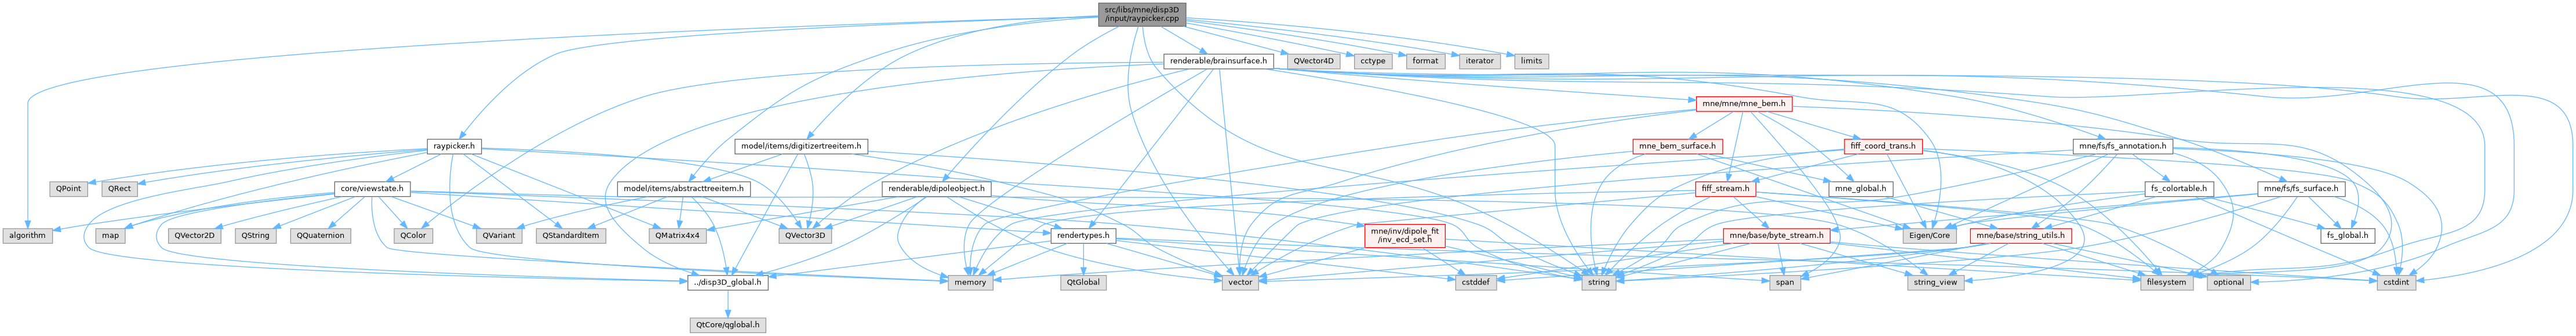 src/libs/mne/disp3D
/input/raypicker.cpp
renderable/brainsurface.h
QVector4D
cctype
format
iterator
limits
mne/mne/mne_bem.h
raypicker.h
model/items/digitizertreeitem.h
mne_bem_surface.h
fiff_coord_trans.h
mne/fs/fs_annotation.h
QPoint
QRect
core/viewstate.h
model/items/abstracttreeitem.h
renderable/dipoleobject.h
fiff_stream.h
mne_global.h
fs_colortable.h
mne/fs/fs_surface.h
algorithm
map
QVector2D
QString
QQuaternion
QColor
QVariant
QStandardItem
QMatrix4x4
QVector3D
rendertypes.h
mne/inv/dipole_fit
/inv_ecd_set.h
mne/base/byte_stream.h
Eigen/Core
mne/base/string_utils.h
fs_global.h
../disp3D_global.h
memory
QtGlobal
vector
cstddef
string
span
string_view
filesystem
optional
cstdint
QtCore/qglobal.h